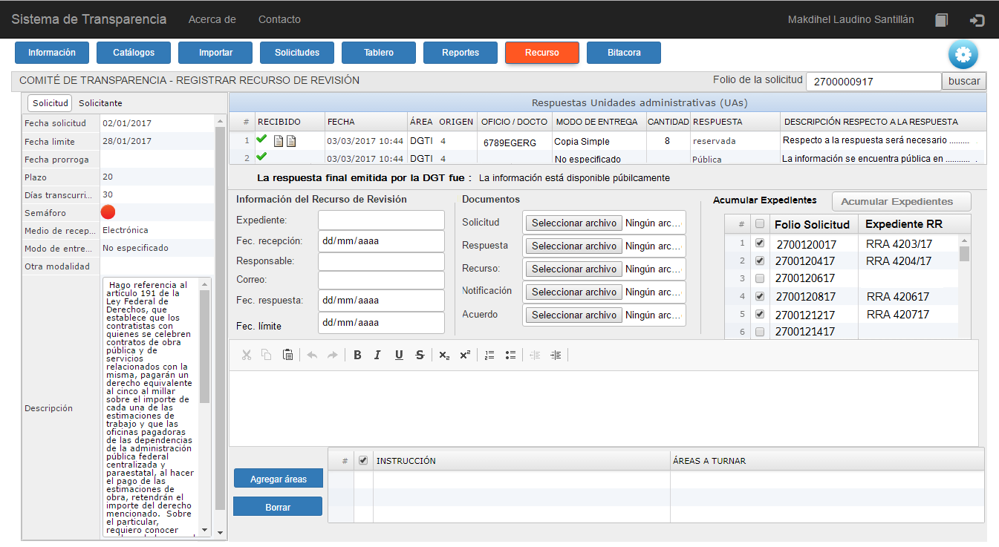 Sistema de Transparencia Acerca de Contacto Makdihel Laudino Santillán
Información Catálogos Importar Solicitudes Tablero Reportes Recurso Bitacora
COMITÉ DE TRANSPARENCIA - REGISTRAR RECURSO DE REVISIÓN Folio de la solicitud 2700000917 buscar
Solicitud Solicitante
Fecha solicitud 02/01/2017
Fecha limite 28/01/2017
Fecha prorroga
Plazo 20
Días transcurri... 30
Semáforo
Medio de recep... Electrónica
Modo de entre... No especificado
Otra modalidad
Descripción
Hago referencia al
artículo 191 de la
Ley Federal de
Derechos, que
establece que los
contratistas con
quienes se celebren
contratos de obra
pública y de
servicios
relacionados con la
misma, pagarán un
derecho equivalente
al cinco al millar
sobre el importe de
cada una de las
estimaciones de
trabajo y que las
oficinas pagadoras
de las dependencias
de la administración
pública federal
centralizada y
paraestatal, al hacer
el pago de las
estimaciones de
obra, retendrán el
importe del derecho
mencionado. Sobre
el particular,
requiero conocer
Respuestas Unidades administrativas (UAs)
# RECIBIDO FECHA ÁREA ORIGEN OFICIO / DOCTO MODO DE ENTREGA CANTIDAD RESPUESTA DESCRIPCIÓN RESPECTO A LA RESPUESTA
1 03/03/2017 10:44 DGTI 4 6789EGERG Copia Simple 8 reservada Respecto a la respuesta será necesario .........
2 03/03/2017 10:44 DGTI 4 No especificado Pública La información se encuentra pública en ........... .
La respuesta final emitida por la DGT fue : La información está disponible púbilcamente
Información del Recurso de Revisión
Expediente:
Fec. recepción: dd/mm/aaaa
Responsable:
Correo:
Fec. respuesta: dd/mm/aaaa
Fec. límite dd/mm/aaaa
Documentos
Solicitud Seleccionar archivo Ningún arc...
Respuesta Seleccionar archivo Ningún arc...
Recurso: Seleccionar archivo Ningún arc...
Notificación Seleccionar archivo Ningún arc...
Acuerdo Seleccionar archivo Ningún arc...
Acumular Expedientes Acumular Expedientes
# Folio Solicitud Expediente RR
1 2700120017 RRA 4203/17
2 2700120417 RRA 4204/17
3 2700120617
4 2700120817 RRA 420617
5 2700121217 RRA 420717
6 2700121417
B I U S x₂ x²
Agregar áreas
Borrar
# INSTRUCCIÓN ÁREAS A TURNAR